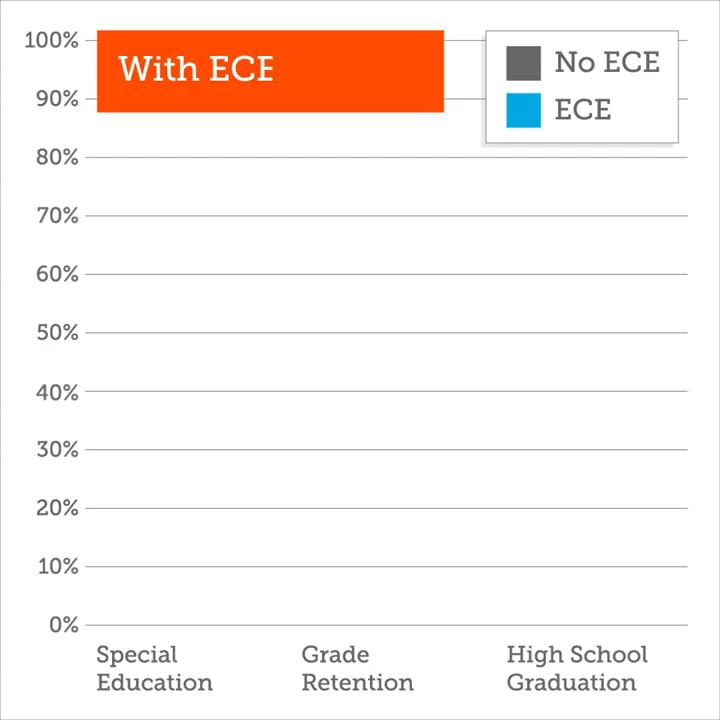 100%
With ECE
No ECE
90%
ECE
80%
70%
60%
50%
40%
30%
20%
10%
0%
Special
Education
Grade
Retention
High School
Graduation